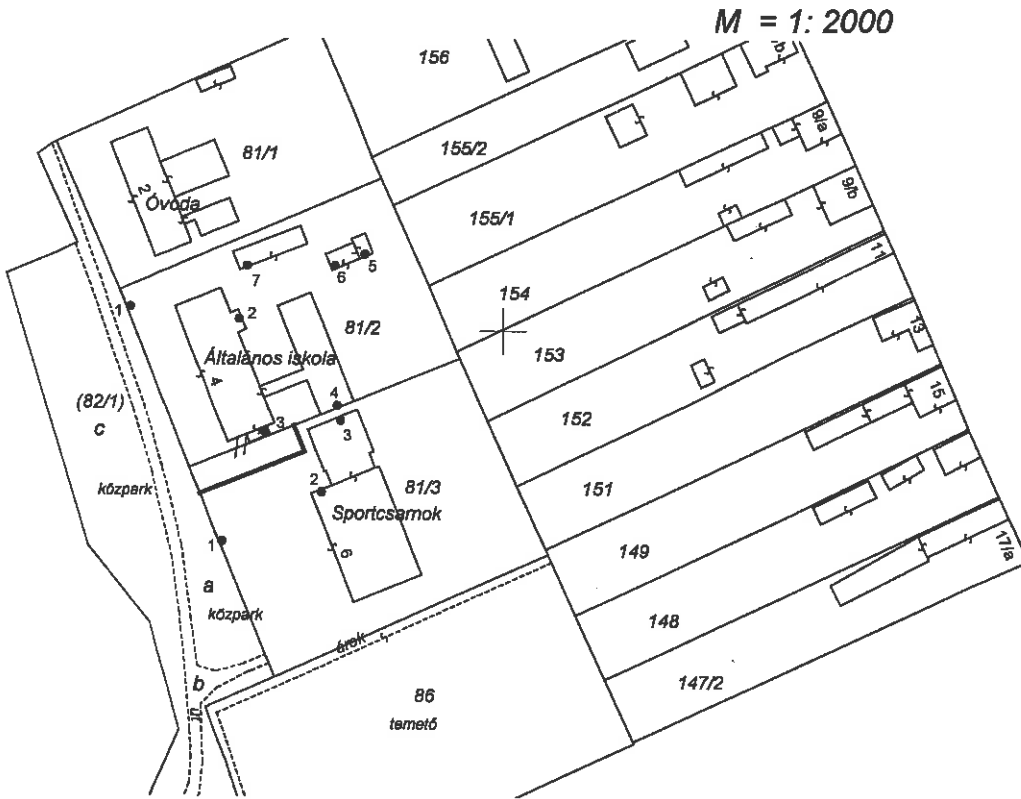 M = 1: 2000
156
9/a
81/1
155/2
2
Óvoda
9/b
155/1
7
6
5
11
1
2
81/2
154
Általános iskola
153
13
4
(82/1)
c
4
152
15
3
3
közpark
2
81/3
151
Sportcsarnok
1
6
149
17/a
a
közpark
148
árok
b
147/2
út
86
temető